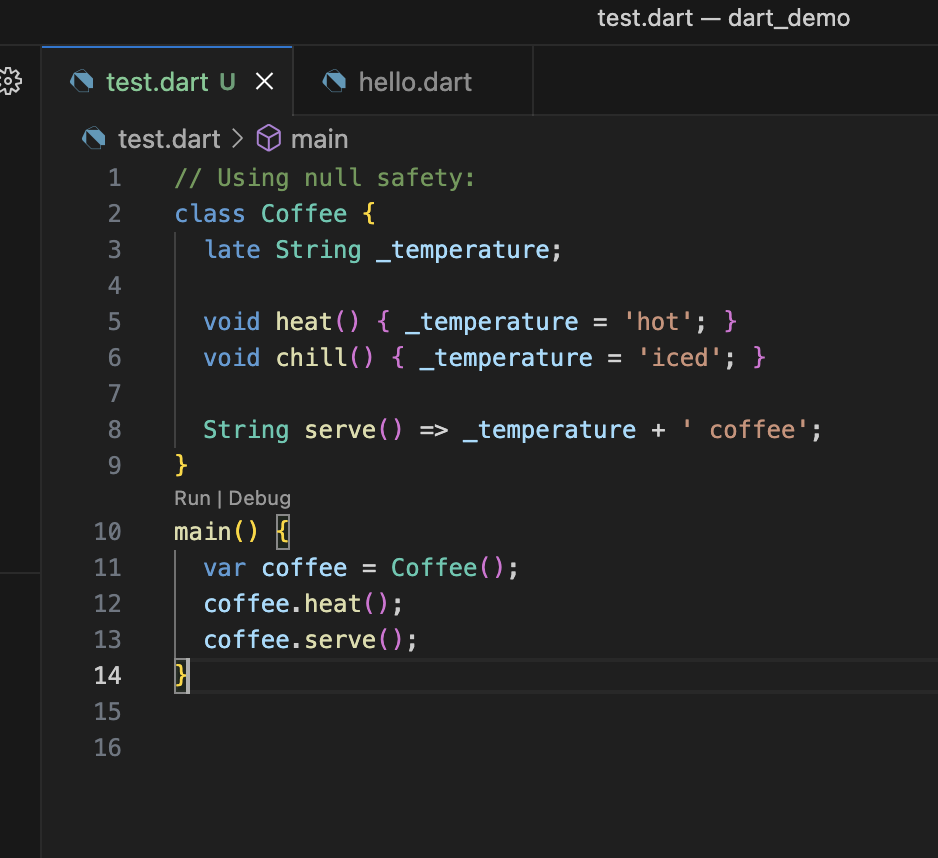 test.dart — dart_demo
test.dart U hello.dart
test.dart > main
1 // Using null safety:
2 class Coffee {
3   late String _temperature;
4
5   void heat() { _temperature = 'hot'; }
6   void chill() { _temperature = 'iced'; }
7
8   String serve() => _temperature + ' coffee';
9 }
Run | Debug
10 main() {
11   var coffee = Coffee();
12   coffee.heat();
13   coffee.serve();
14 }
15
16